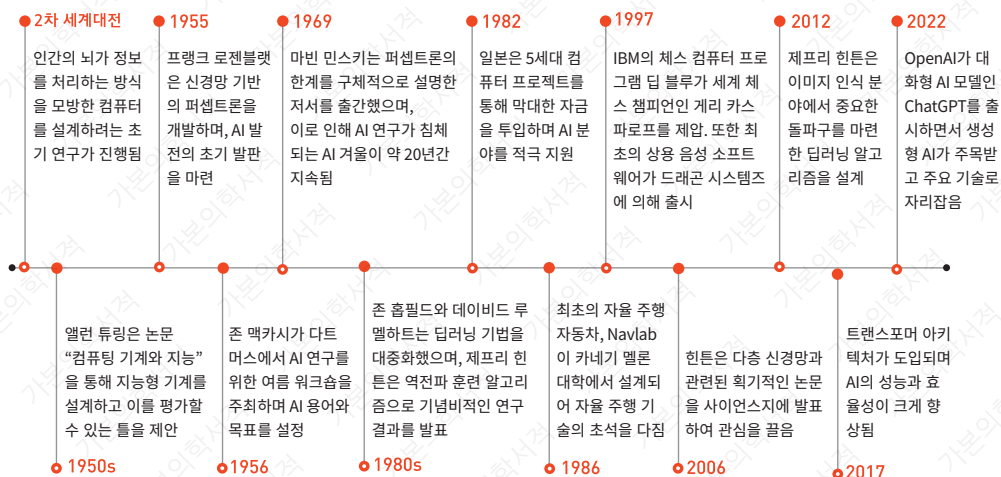 2차 세계대전
인간의 뇌가 정보
를 처리하는 방식
을 모방한 컴퓨터
를 설계하려는 초
기 연구가 진행됨
1955
프랭크 로젠블랫
은 신경망 기반
의 퍼셉트론을
개발하며, AI 발
전의 초기 발판
을 마련
1969
마빈 민스키는 퍼셉트론의
한계를 구체적으로 설명한
저서를 출간했으며,
이로 인해 AI 연구가 침체
되는 AI 겨울이 약 20년간
지속됨
1982
일본은 5세대 컴
퓨터 프로젝트를
통해 막대한 자금
을 투입하며 AI 분
야를 적극 지원
1997
IBM의 체스 컴퓨터 프로
그램 딥 블루가 세계 체
스 챔피언인 게리 카스
파로프를 제압. 또한 최
초의 상용 음성 소프트
웨어가 드래곤 시스템즈
에 의해 출시
2012
제프리 힌튼은
이미지 인식 분
야에서 중요한
돌파구를 마련
한 딥러닝 알고
리즘을 설계
2022
OpenAI가 대
화형 AI 모델인
ChatGPT를 출
시하면서 생성
형 AI가 주목받
고 주요 기술로
자리잡음
앨런 튜링은 논문
“컴퓨팅 기계와 지능”
을 통해 지능형 기계를
설계하고 이를 평가할
수 있는 틀을 제안
1950s
존 맥카시가 다트
머스에서 AI 연구를
위한 여름 워크숍을
주최하며 AI 용어와
목표를 설정
1956
존 홉필드와 데이비드 루
멜하트는 딥러닝 기법을
대중화했으며, 제프리 힌
튼은 역전파 훈련 알고리
즘으로 기념비적인 연구
결과를 발표
1980s
최초의 자율 주행
자동차, Navlab
이 카네기 멜론
대학에서 설계되
어 자율 주행 기
술의 초석을 다짐
1986
힌튼은 다층 신경망과
관련된 획기적인 논문
을 사이언스지에 발표
하여 관심을 끌음
2006
트랜스포머 아키
텍처가 도입되며
AI의 성능과 효
율성이 크게 향
상됨
2017
가본의학서적